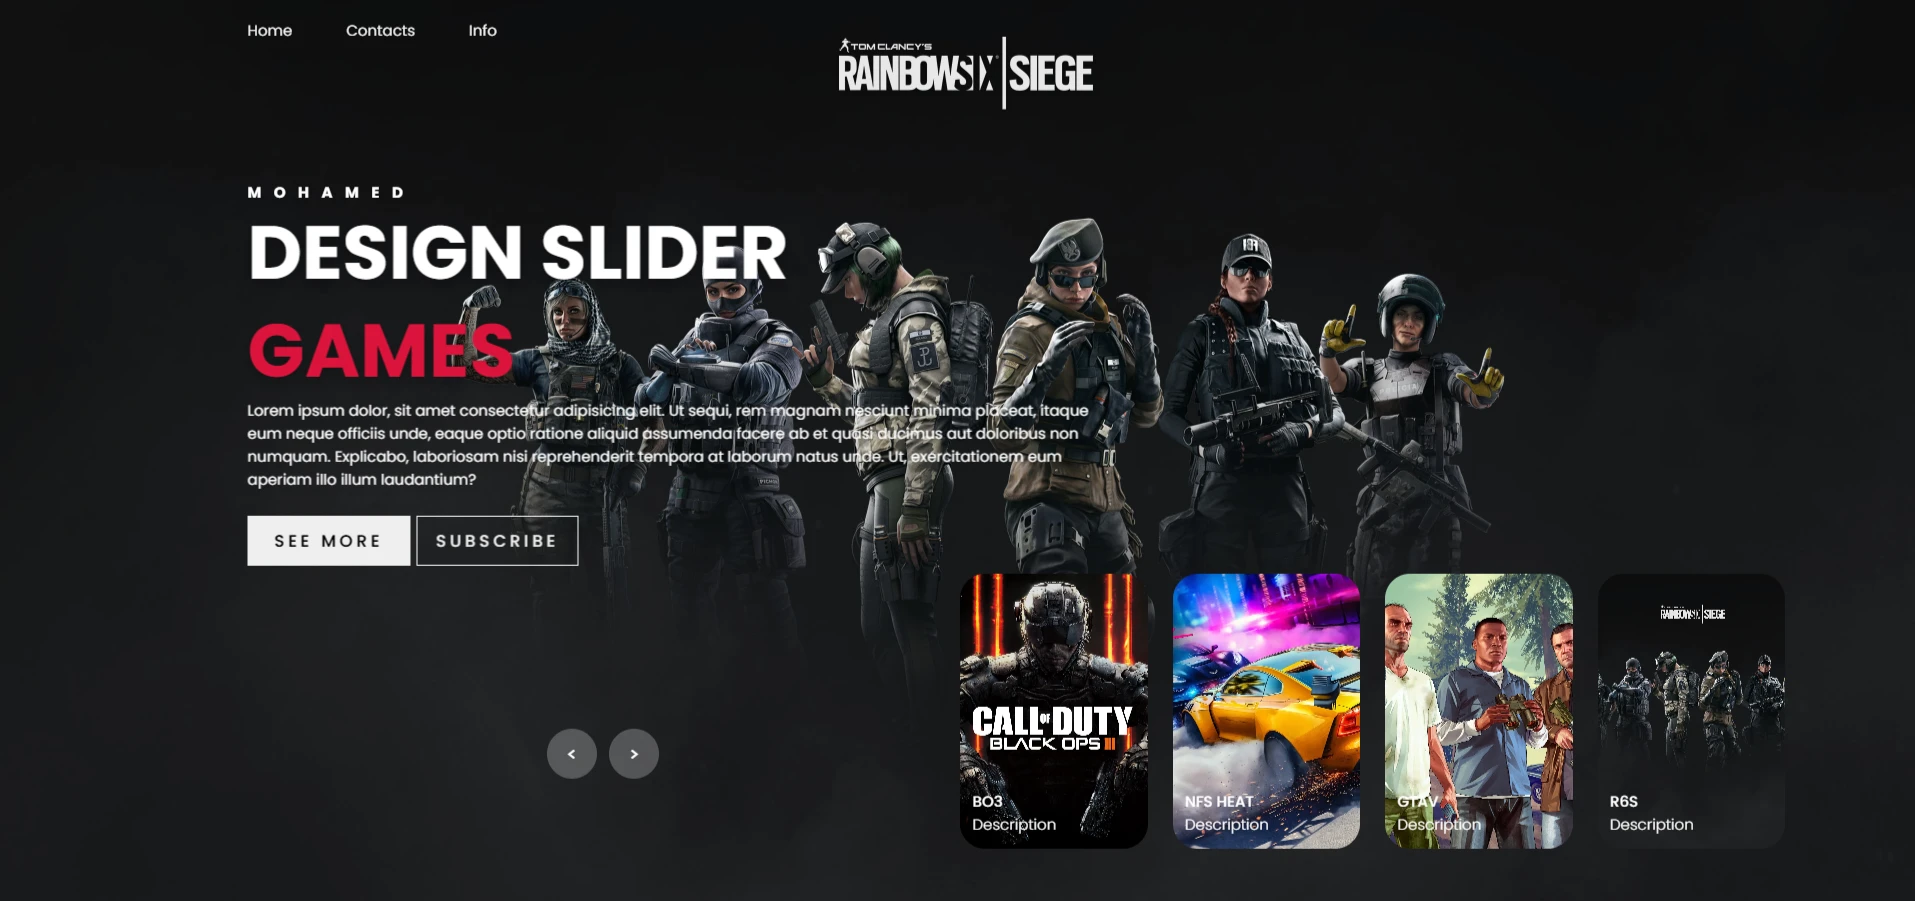 Home Contacts Info
TOM CLANCY'S
RAINBOWSIX SIEGE
MOHAMED
DESIGN SLIDER
GAMES
Lorem ipsum dolor, sit amet consectetur adipisicing elit. Ut sequi, rem magnam nesciunt minima placeat, itaque
eum neque officiis unde, eaque optio ratione aliquid assumenda facere ab et quasi ducimus aut doloribus non
numquam. Explicabo, laboriosam nisi reprehenderit tempora at laborum natus unde. Ut, exercitationem eum
aperiam illo illum laudantium?
SEE MORE SUBSCRIBE
< >
CALL OF DUTY
BLACK OPS III
BO3
Description
NFS HEAT
Description
GTAV
Description
RAINBOWSIX SIEGE
R6S
Description